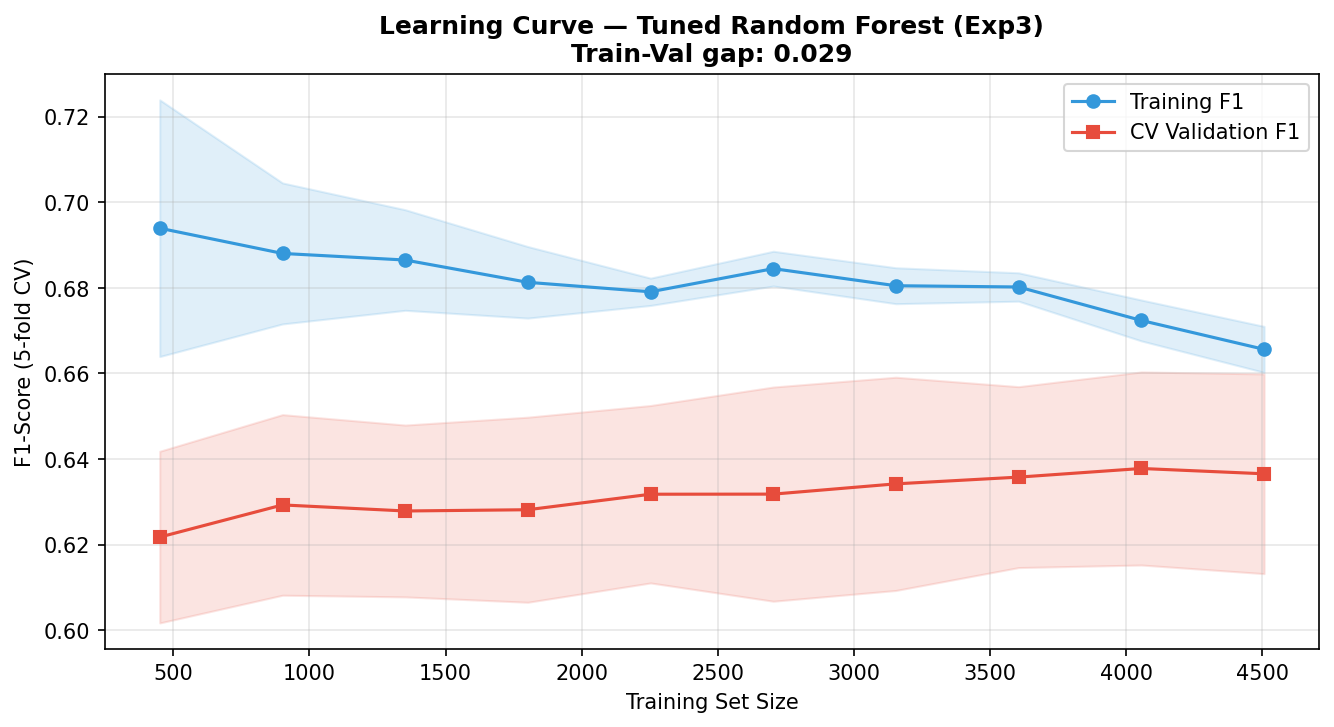 Learning Curve — Tuned Random Forest (Exp3)
Train-Val gap: 0.029
Training F1
CV Validation F1
F1-Score (5-fold CV)
0.72
0.70
0.68
0.66
0.64
0.62
0.60
500 1000 1500 2000 2500 3000 3500 4000 4500
Training Set Size